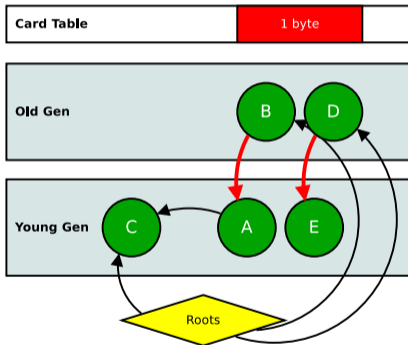 Card Table
1 byte
Old Gen
B
D
Young Gen
C
A
E
Roots